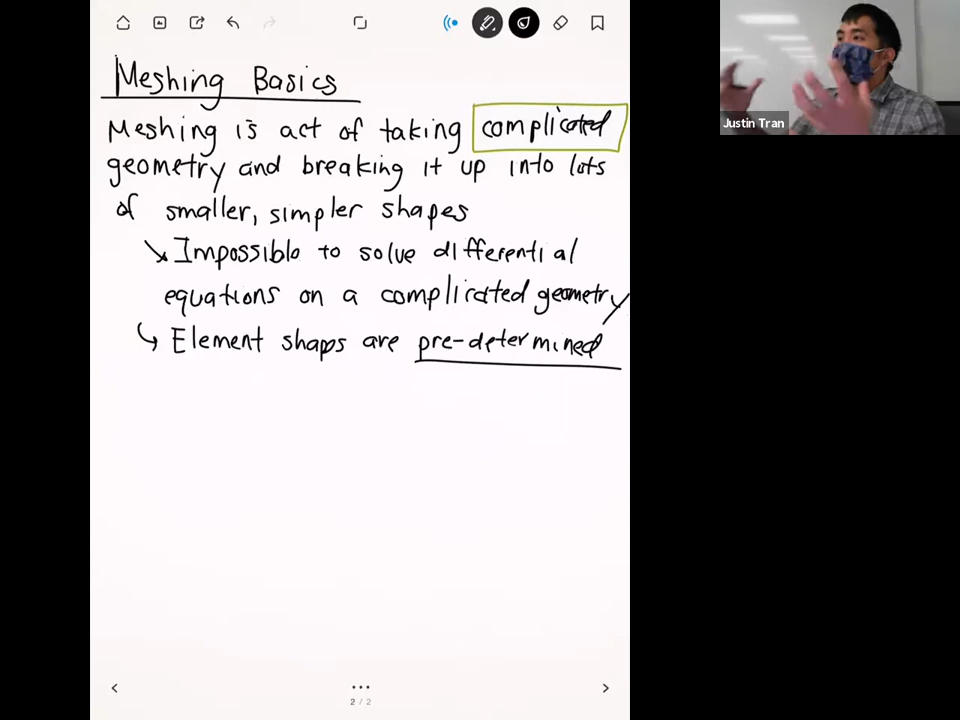 Meshing Basics
Meshing is act of taking complicated
geometry and breaking it up into lots
of smaller, simpler shapes
Impossible to solve differential
equations on a complicated geometry
Element shaps are pre-determined
2 / 2
Justin Tran